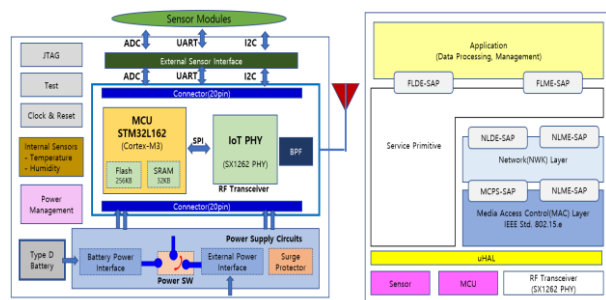 Sensor Modules
ADC
UART
I2C
External Sensor Interface
ADC
UART
I2C
Connector(20pin)
JTAG
Test
Clock & Reset
Internal Sensors
- Temperature
- Humidity
Power
Management
MCU
STM32L162
(Cortex-M3)
Flash
256KB
SRAM
32KB
SPI
IoT PHY
(SX1262 PHY)
RF Transceiver
BPF
Connector(20pin)
Power Supply Circuits
Type D
Battery
Battery Power
Interface
Power SW
External Power
Interface
Surge
Protector
Application
(Data Processing, Management)
FLDE-SAP
FLME-SAP
Service Primitive
NLDE-SAP
NLME-SAP
Network(NWK) Layer
MCPS-SAP
NLME-SAP
Media Access Control(MAC) Layer
IEEE Std. 802.15.e
uHAL
Sensor
MCU
RF Transceiver
(SX1262 PHY)